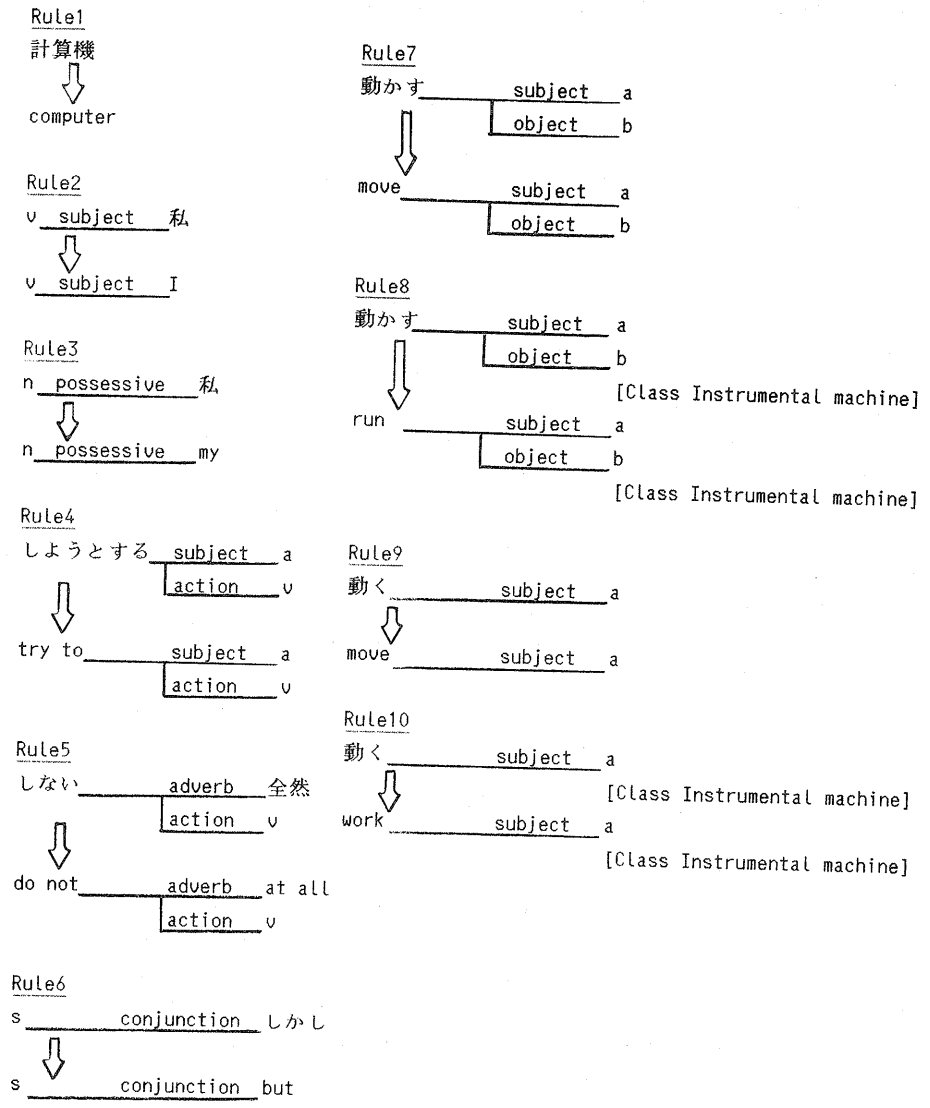 Rule1
計算機
computer
Rule2
v subject 私
v subject I
Rule3
n possessive 私
n possessive my
Rule4
しようとする subject a
action v
try to subject a
action v
Rule5
しない adverb 全然
action v
do not adverb at all
action v
Rule6
s conjunction しかし
s conjunction but
Rule7
動かす subject a
object b
move subject a
object b
Rule8
動かす subject a
object b
[Class Instrumental machine]
run subject a
object b
[Class Instrumental machine]
Rule9
動く subject a
move subject a
Rule10
動く subject a
[Class Instrumental machine]
work subject a
[Class Instrumental machine]